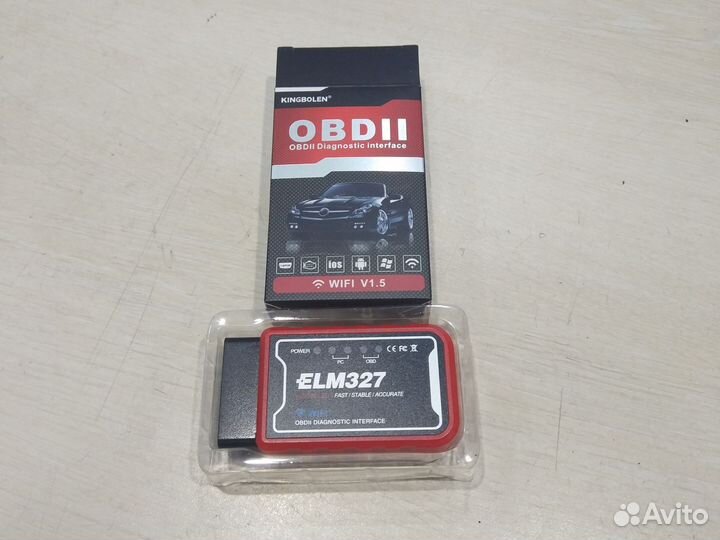 KINGBOLEN®
OBDII
OBDII Diagnostic interface
ios
WIFI V1.5
POWER
PC
OBD
CE FC
ELM327
FAST / STABLE / ACCURATE
WIFI
OBDII DIAGNOSTIC INTERFACE
Avito